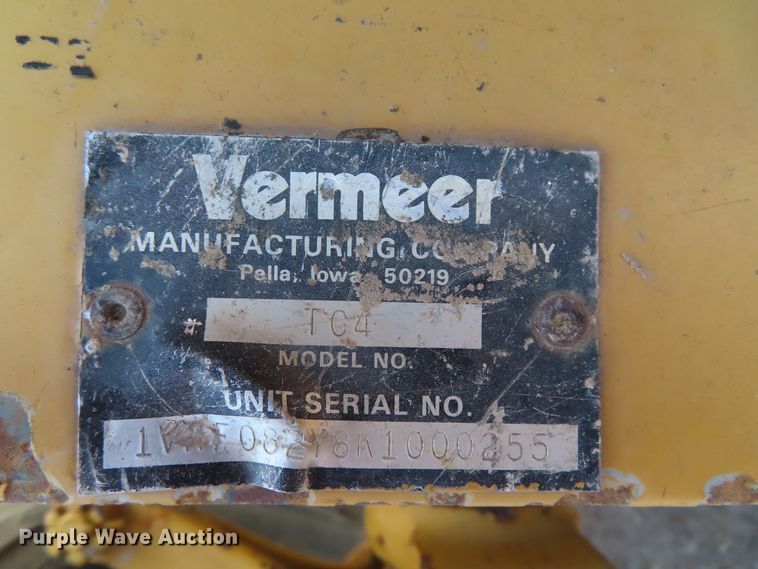 Vermeer
MANUFACTURING COMPANY
Pella, Iowa 50219
TC4
MODEL NO.
UNIT SERIAL NO.
Purple Wave Auction